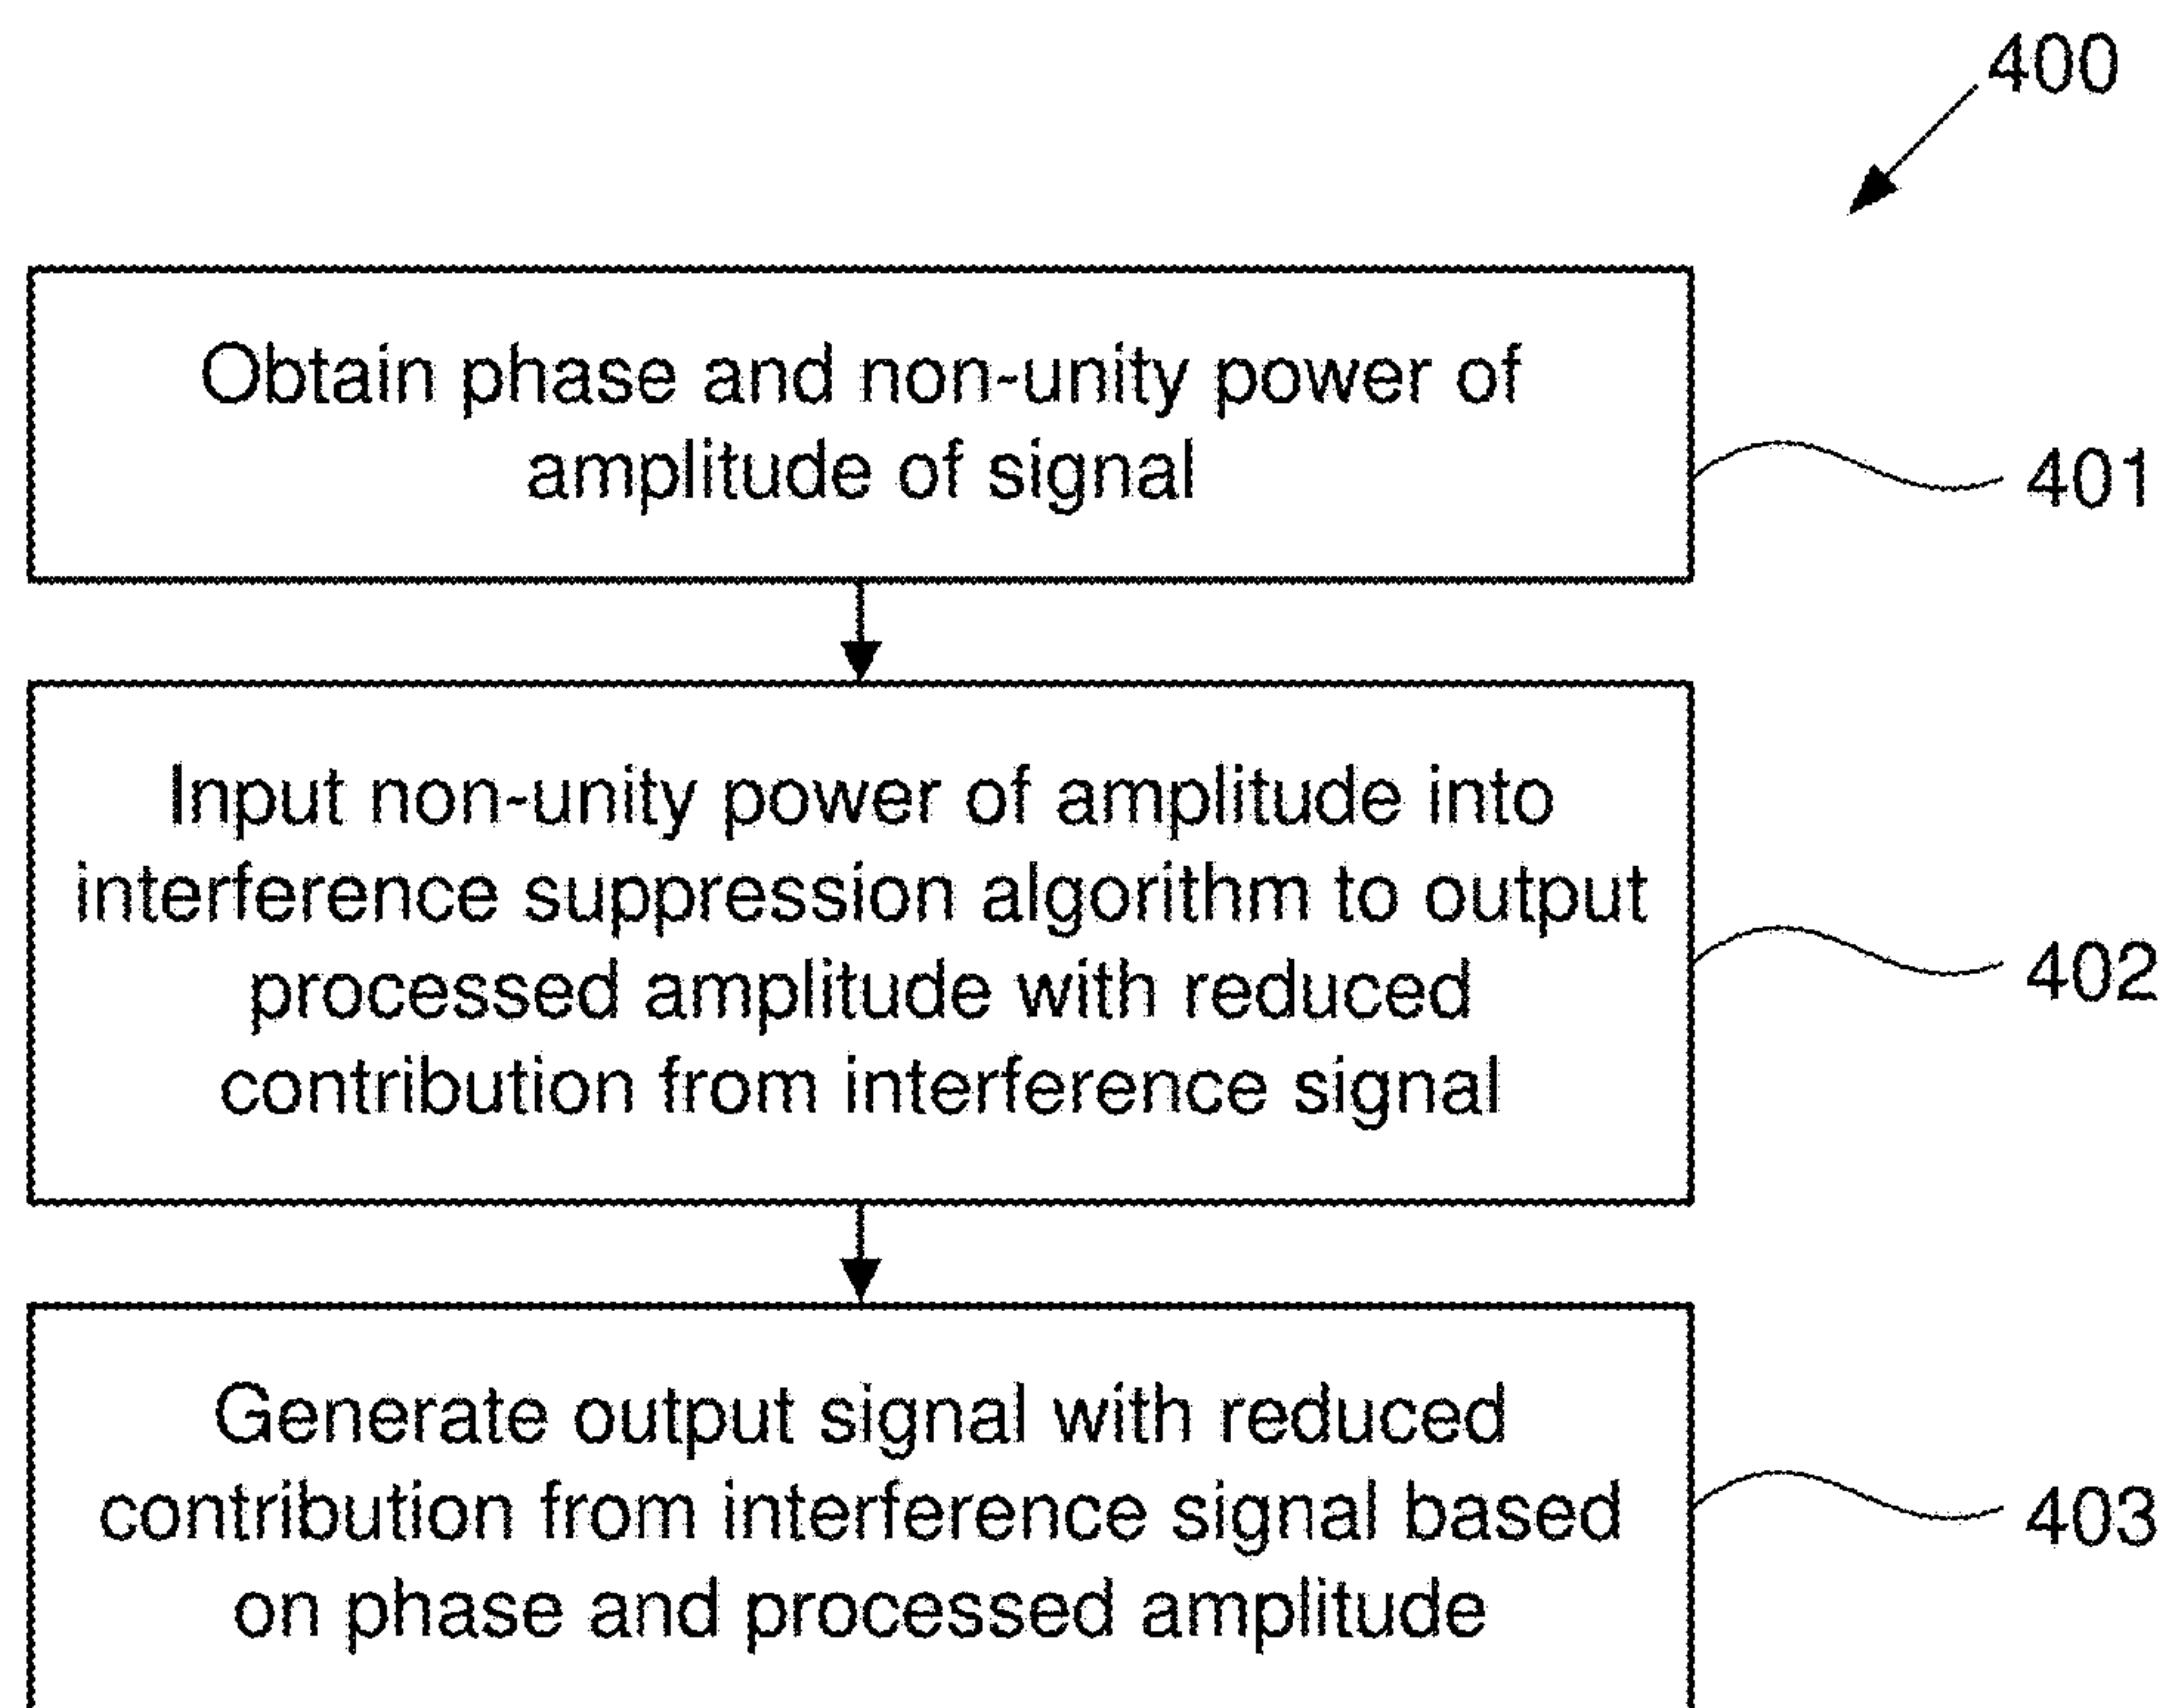 400
Obtain phase and non-unity power of
amplitude of signal
401
Input non-unity power of amplitude into
interference suppression algorithm to output
processed amplitude with reduced
contribution from interference signal
402
Generate output signal with reduced
contribution from interference signal based
on phase and processed amplitude
403